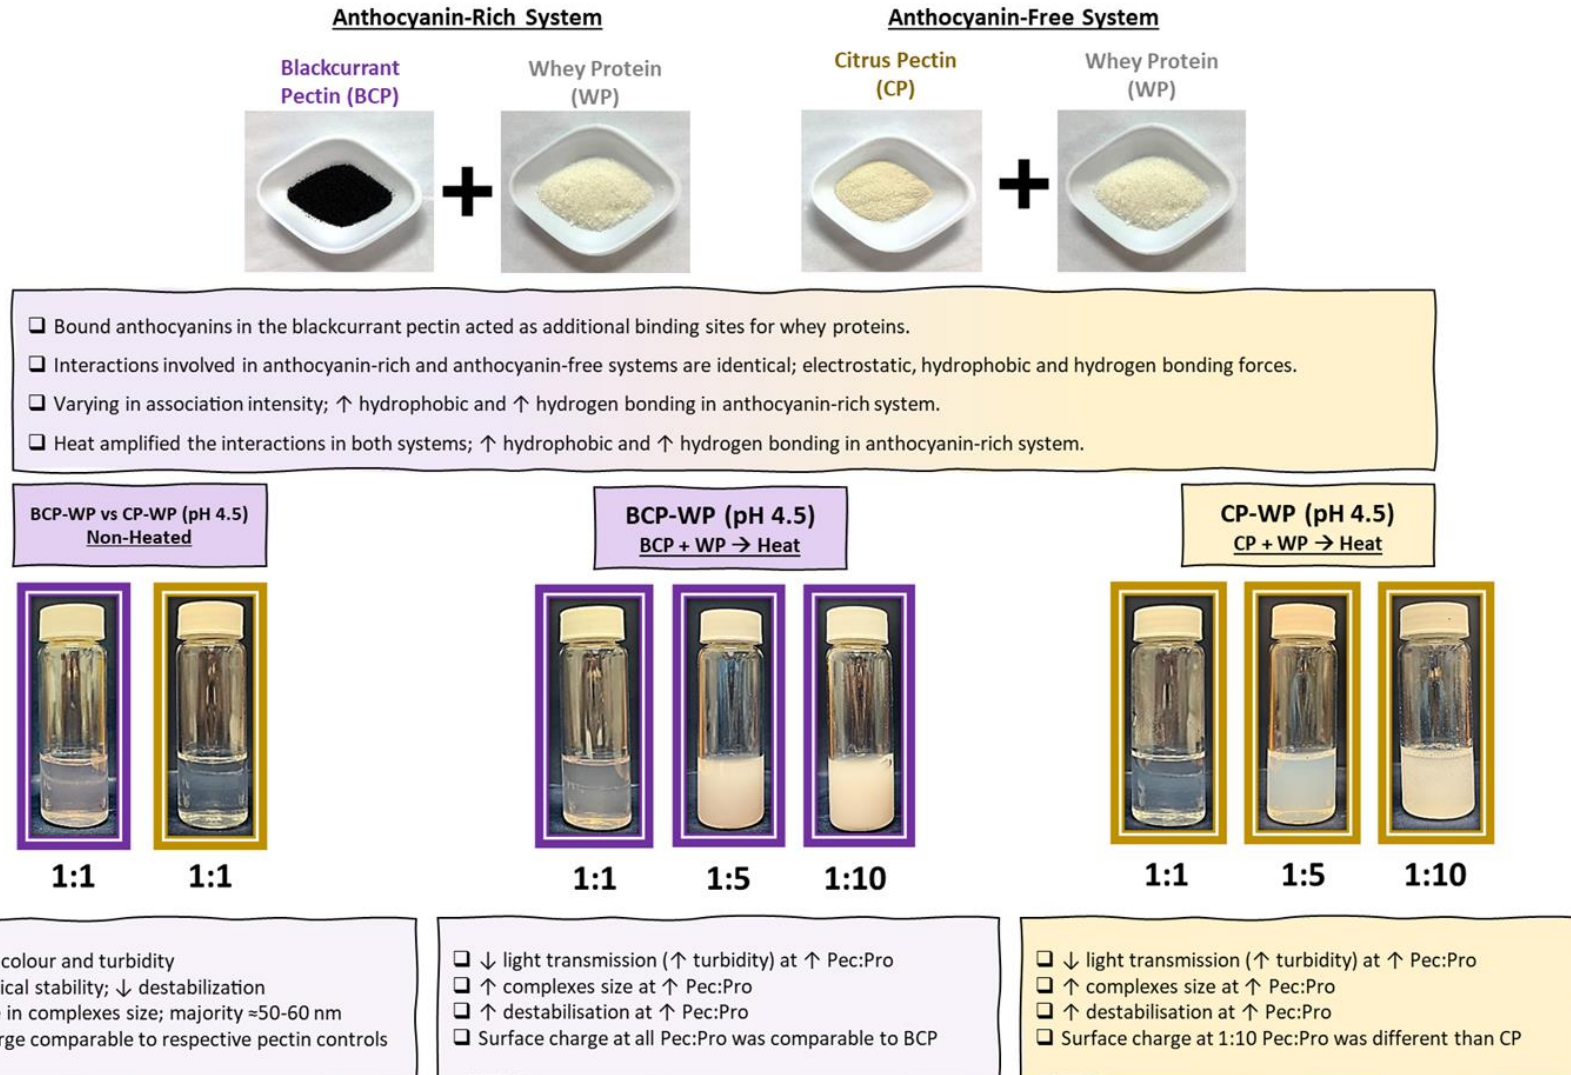 Anthocyanin-Rich System
Anthocyanin-Free System
Blackcurrant
Pectin (BCP)
Whey Protein
(WP)
Citrus Pectin
(CP)
Whey Protein
(WP)
❑ Bound anthocyanins in the blackcurrant pectin acted as additional binding sites for whey proteins.
❑ Interactions involved in anthocyanin-rich and anthocyanin-free systems are identical; electrostatic, hydrophobic and hydrogen bonding forces.
❑ Varying in association intensity; ↑ hydrophobic and ↑ hydrogen bonding in anthocyanin-rich system.
❑ Heat amplified the interactions in both systems; ↑ hydrophobic and ↑ hydrogen bonding in anthocyanin-rich system.
BCP-WP vs CP-WP (pH 4.5)
Non-Heated
BCP-WP (pH 4.5)
BCP + WP → Heat
CP-WP (pH 4.5)
CP + WP → Heat
1:1
1:1
1:1
1:5
1:10
1:1
1:5
1:10
colour and turbidity
stability; ↓ destabilization
in complexes size; majority ≈50-60 nm
comparable to respective pectin controls
❑ ↓ light transmission (↑ turbidity) at ↑ Pec:Pro
❑ ↑ complexes size at ↑ Pec:Pro
❑ ↑ destabilisation at ↑ Pec:Pro
❑ Surface charge at all Pec:Pro was comparable to BCP
❑ ↓ light transmission (↑ turbidity) at ↑ Pec:Pro
❑ ↑ complexes size at ↑ Pec:Pro
❑ ↑ destabilisation at ↑ Pec:Pro
❑ Surface charge at 1:10 Pec:Pro was different than CP